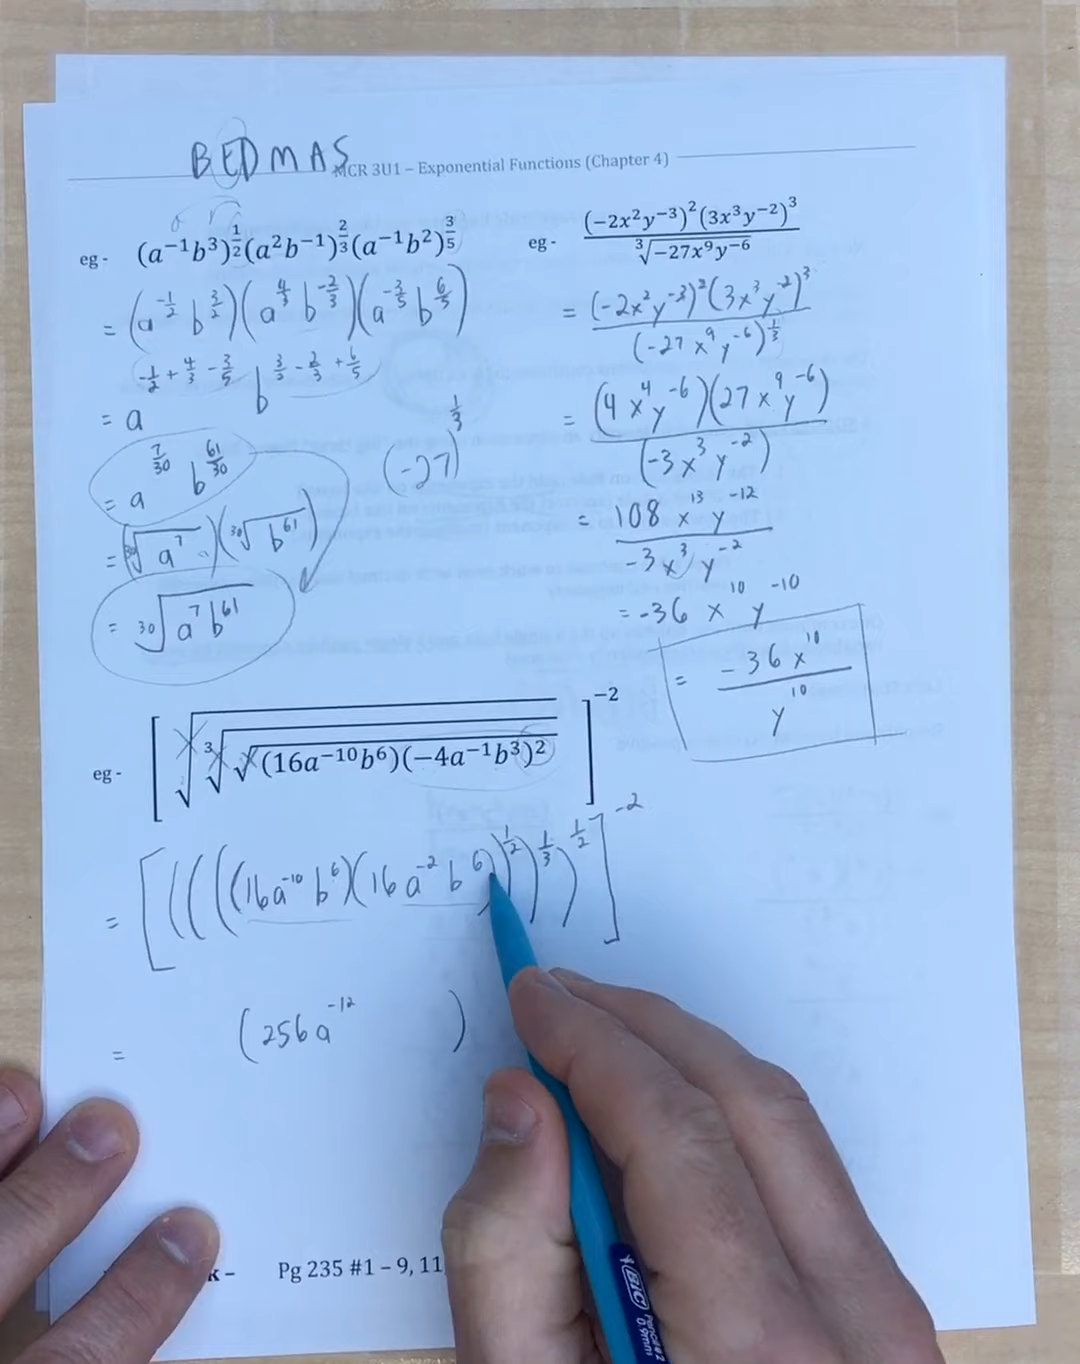 BEDMAS
MCR 3U1 – Exponential Functions (Chapter 4)
eg - (a⁻¹b³)^(1/2)(a²b⁻¹)^(2/3)(a⁻¹b²)^(3/5)
= (a^(-1/2) b^(3/2))(a^(4/3) b^(-2/3))(a^(-3/5) b^(6/5))
= a^(-1/2 + 4/3 - 3/5) b^(3/2 - 2/3 + 6/5)
= a^(7/30) b^(61/30)
= (³⁰√a⁷)(³⁰√b⁶¹)
= ³⁰√(a⁷b⁶¹)
(-27)^(1/3)
eg - (−2x²y⁻³)²(3x³y⁻²)³ / ³√(−27x⁹y⁻⁶)
= (-2x²y⁻³)²(3x³y⁻²)³ / (-27x⁹y⁻⁶)^(1/3)
= (4x⁴y⁻⁶)(27x⁹y⁻⁶) / (-3x³y⁻²)
= 108x¹³y⁻¹² / -3x³y⁻²
= -36x¹⁰y⁻¹⁰
= -36x¹⁰ / y¹⁰
eg - [√(³√(√((16a⁻¹⁰b⁶)(−4a⁻¹b³)²)))]⁻²
= [((((16a⁻¹⁰b⁶)(16a⁻²b⁶))^(1/2))^(1/3))^(1/2)]⁻²
= (256a⁻¹² )
k – Pg 235 #1 – 9, 11
BIC
0.9mm